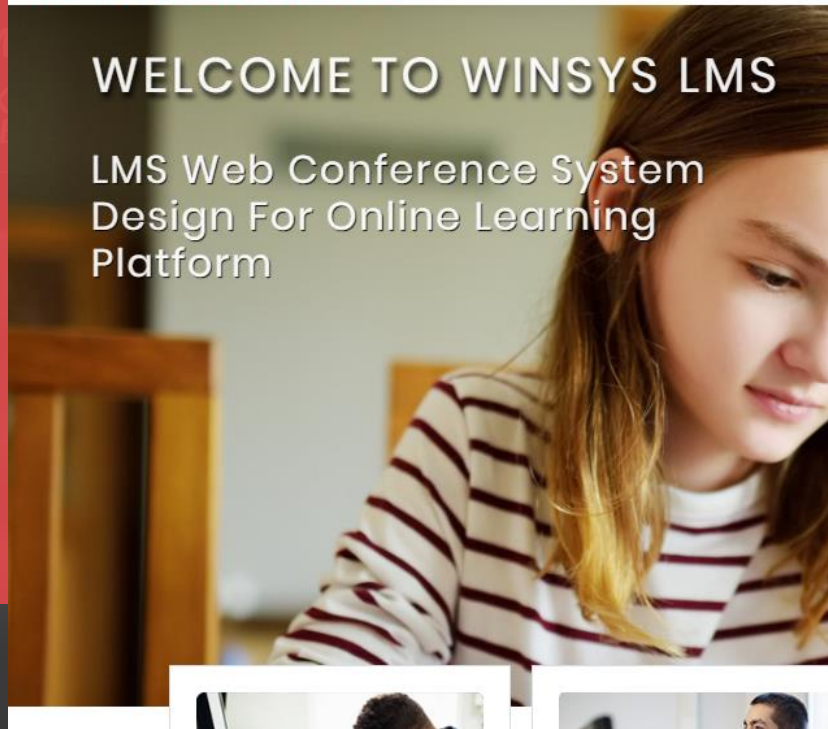 WELCOME TO WINSYS LMS
LMS Web Conference System
Design For Online Learning
Platform